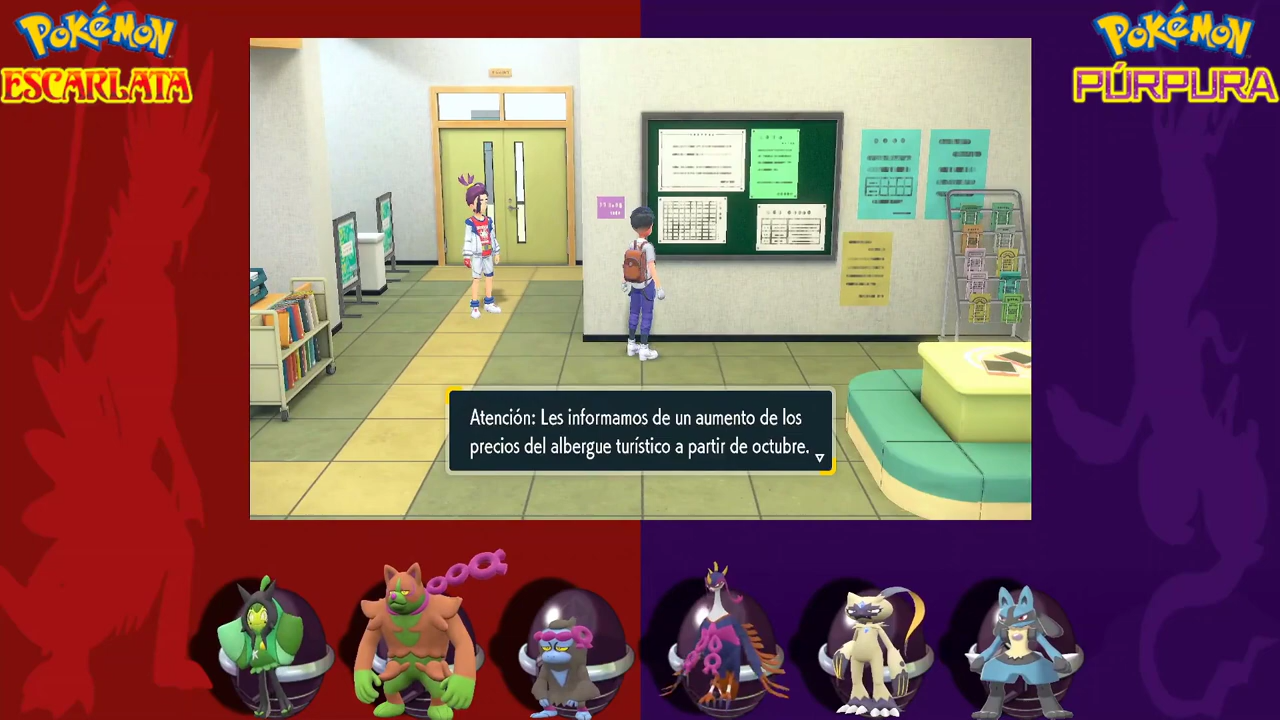 POKéMON
ESCARLATA
POKéMON
PÚRPURA
Atención: Les informamos de un aumento de los
precios del albergue turístico a partir de octubre.